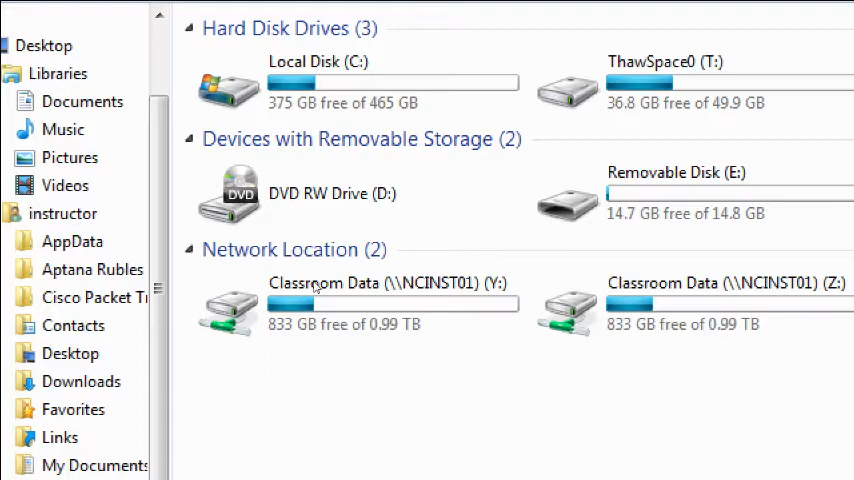 Desktop
Libraries
Documents
Music
Pictures
Videos
instructor
AppData
Aptana Rubles
Cisco Packet Tr
Contacts
Desktop
Downloads
Favorites
Links
My Documents
Hard Disk Drives (3)
Local Disk (C:)
375 GB free of 465 GB
ThawSpace0 (T:)
36.8 GB free of 49.9 GB
Devices with Removable Storage (2)
DVD
DVD RW Drive (D:)
Removable Disk (E:)
14.7 GB free of 14.8 GB
Network Location (2)
Classroom Data (\\NCINST01) (Y:)
833 GB free of 0.99 TB
Classroom Data (\\NCINST01) (Z:)
833 GB free of 0.99 TB